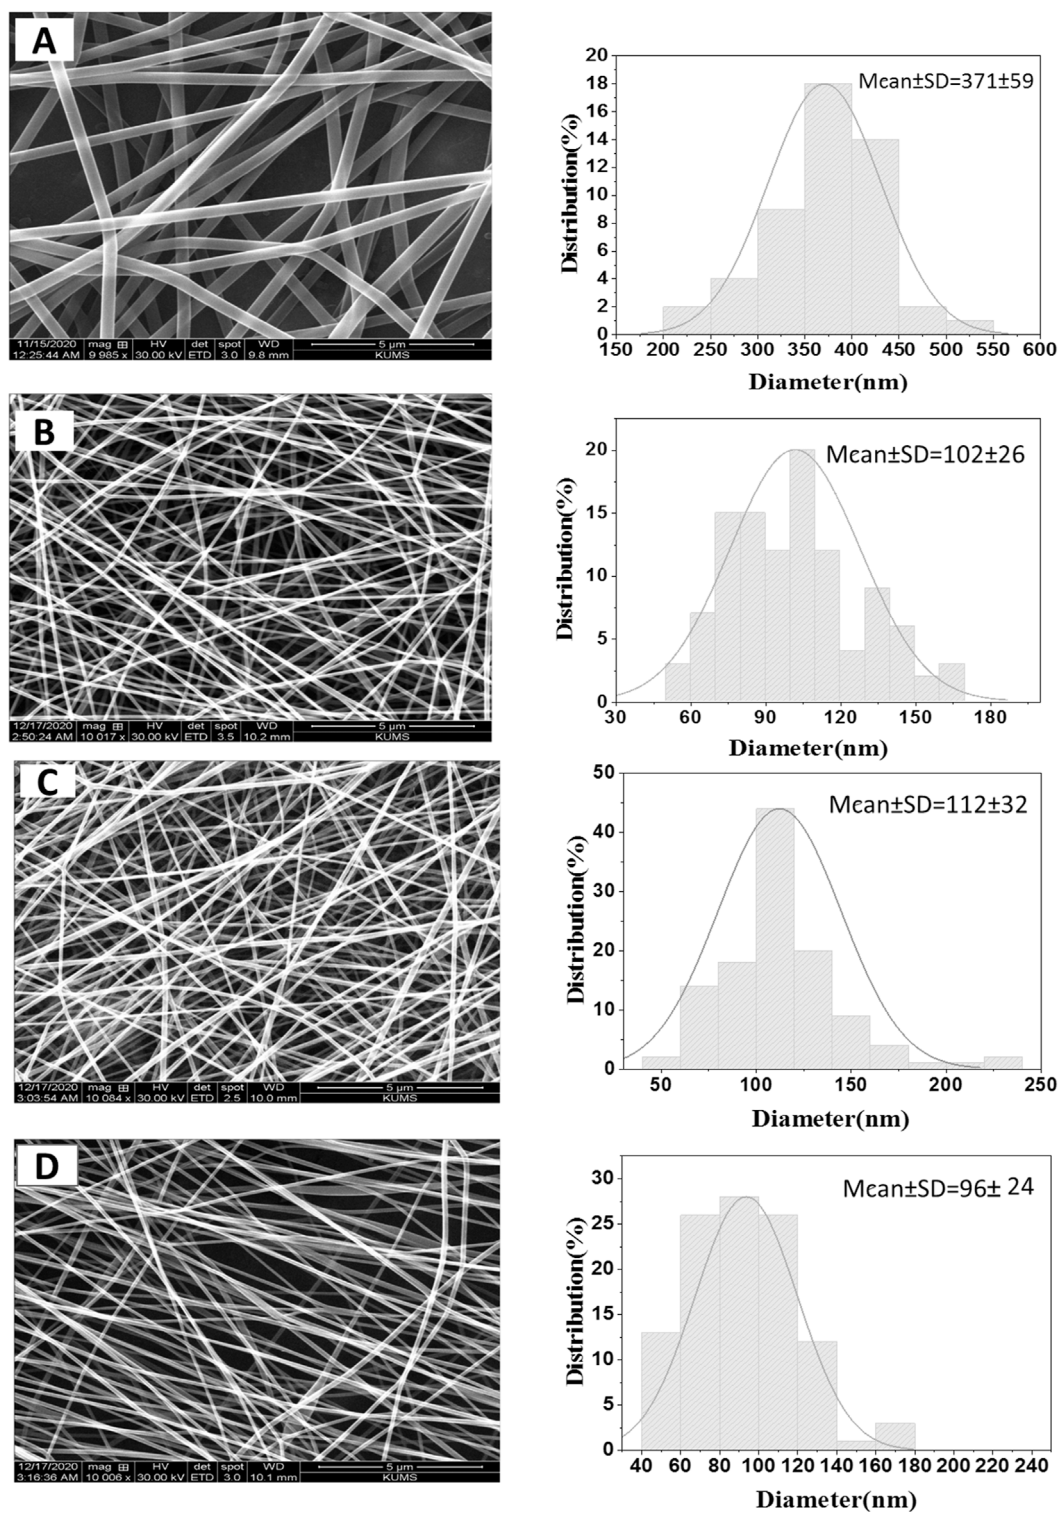 A
11/15/2020 mag HV det spot WD 5 µm
12:25:44 AM 9 985 x 30.00 kV ETD 3.0 9.8 mm KUMS
Mean±SD=371±59
Distribution(%)
20
18
16
14
12
10
8
6
4
2
0
150 200 250 300 350 400 450 500 550 600
Diameter(nm)
B
12/17/2020 mag HV det spot WD 5 µm
2:50:24 AM 10 017 x 30.00 kV ETD 3.5 10.2 mm KUMS
Mean±SD=102±26
Distribution(%)
20
15
10
5
0
30 60 90 120 150 180
Diameter(nm)
C
12/17/2020 mag HV det spot WD 5 µm
3:03:54 AM 10 084 x 30.00 kV ETD 2.5 10.0 mm KUMS
Mean±SD=112±32
Distribution(%)
50
40
30
20
10
0
50 100 150 200 250
Diameter(nm)
D
12/17/2020 mag HV det spot WD 5 µm
3:16:36 AM 10 006 x 30.00 kV ETD 3.0 10.1 mm KUMS
Mean±SD=96± 24
Distribution(%)
30
25
20
15
10
5
0
40 60 80 100 120 140 160 180 200 220 240
Diameter(nm)